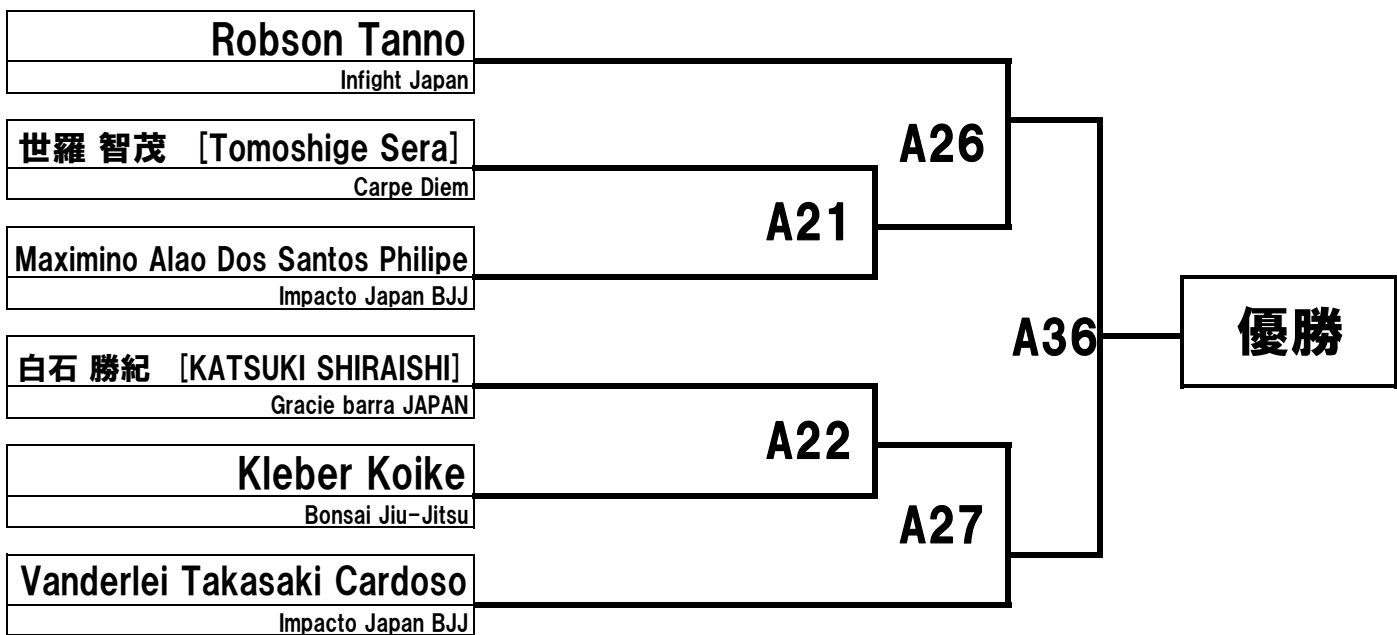 Robson Tanno
Infight Japan
世羅 智茂 [Tomoshige Sera]
Carpe Diem
Maximino Alao Dos Santos Philipe
Impacto Japan BJJ
白石 勝紀 [KATSUKI SHIRAISHI]
Gracie barra JAPAN
Kleber Koike
Bonsai Jiu-Jitsu
Vanderlei Takasaki Cardoso
Impacto Japan BJJ
A21
A22
A26
A27
A36
優勝